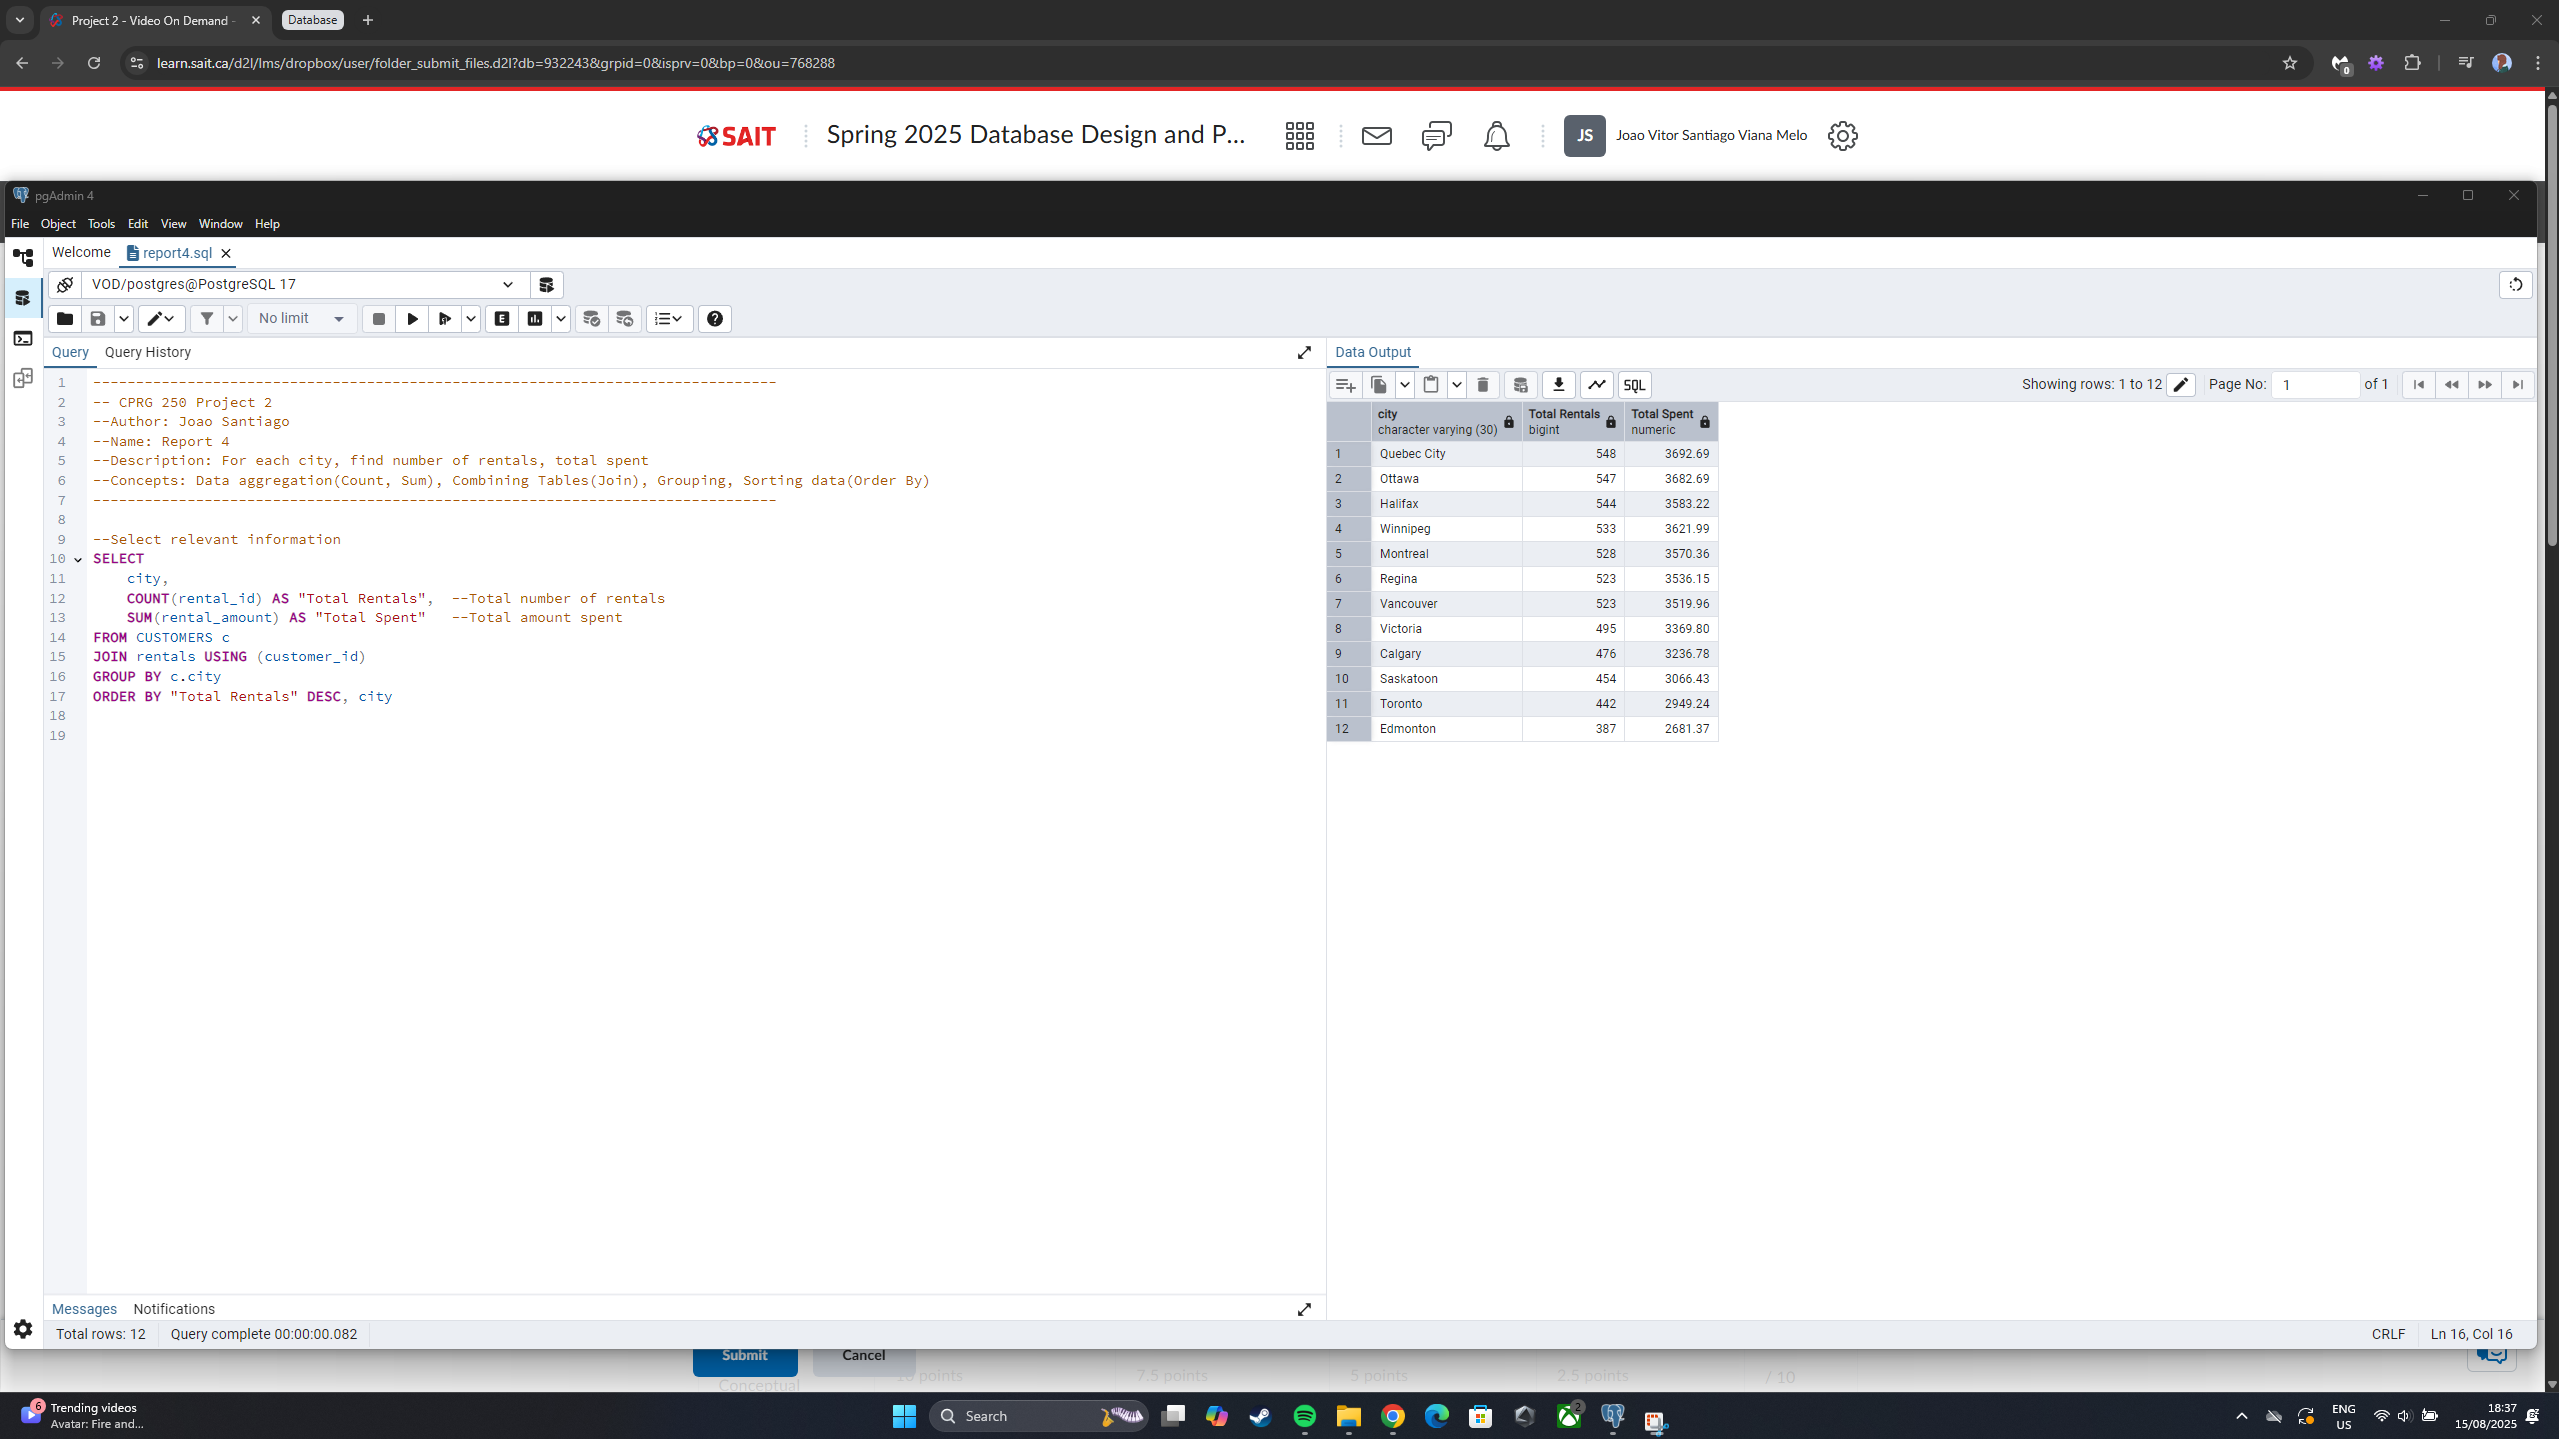 Project 2 - Video On Demand -
Database
learn.sait.ca/d2l/lms/dropbox/user/folder_submit_files.d2l?db=932243&grpid=0&isprv=0&bp=0&ou=768288
0
SAIT
Spring 2025 Database Design and P...
JS
Joao Vitor Santiago Viana Melo
pgAdmin 4
File Object Tools Edit View Window Help
Welcome
report4.sql
VOD/postgres@PostgreSQL 17
No limit
E
Query Query History
1 --------------------------------------------------------------------------------
2 -- CPRG 250 Project 2
3 --Author: Joao Santiago
4 --Name: Report 4
5 --Description: For each city, find number of rentals, total spent
6 --Concepts: Data aggregation(Count, Sum), Combining Tables(Join), Grouping, Sorting data(Order By)
7 --------------------------------------------------------------------------------
8
9 --Select relevant information
10 SELECT
11 city,
12 COUNT(rental_id) AS "Total Rentals", --Total number of rentals
13 SUM(rental_amount) AS "Total Spent" --Total amount spent
14 FROM CUSTOMERS c
15 JOIN rentals USING (customer_id)
16 GROUP BY c.city
17 ORDER BY "Total Rentals" DESC, city
18
19
Data Output
SQL
Showing rows: 1 to 12
Page No: 1 of 1
city Total Rentals Total Spent
character varying (30) bigint numeric
1 Quebec City 548 3692.69
2 Ottawa 547 3682.69
3 Halifax 544 3583.22
4 Winnipeg 533 3621.99
5 Montreal 528 3570.36
6 Regina 523 3536.15
7 Vancouver 523 3519.96
8 Victoria 495 3369.80
9 Calgary 476 3236.78
10 Saskatoon 454 3066.43
11 Toronto 442 2949.24
12 Edmonton 387 2681.37
Messages Notifications
Total rows: 12 Query complete 00:00:00.082
CRLF Ln 16, Col 16
Submit Cancel
Conceptual
points 7.5 points 5 points 2.5 points / 10
6
Trending videos
Avatar: Fire and...
Search
2
ENG
US
18:37
15/08/2025